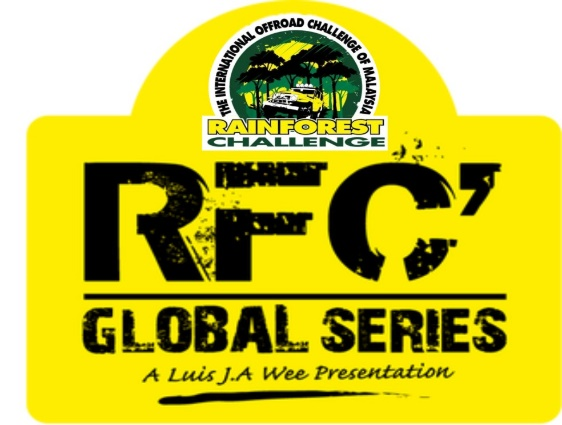 THE INTERNATIONAL OFFROAD CHALLENGE OF MALAYSIA
RAINFOREST
CHALLENGE
RFC’
GLOBAL SERIES
A Luis J.A Wee Presentation